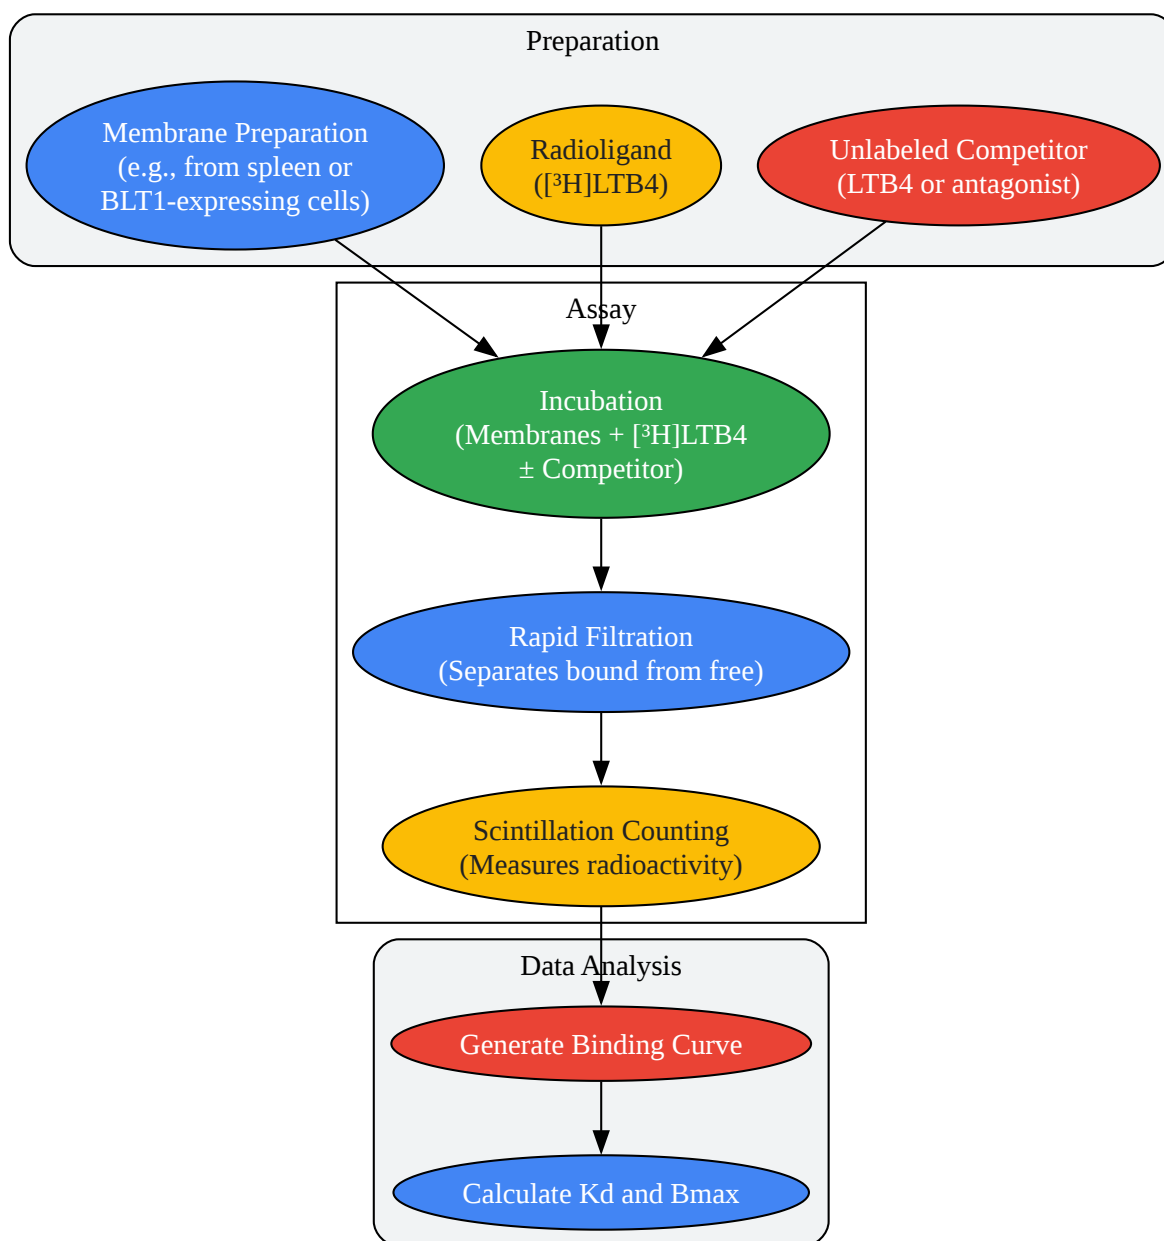 Preparation
Membrane Preparation
(e.g., from spleen or
BLT1-expressing cells)
Radioligand
([³H]LTB4)
Unlabeled Competitor
(LTB4 or antagonist)
Assay
Incubation
(Membranes + [³H]LTB4
± Competitor)
Rapid Filtration
(Separates bound from free)
Scintillation Counting
(Measures radioactivity)
Data Analysis
Generate Binding Curve
Calculate Kd and Bmax